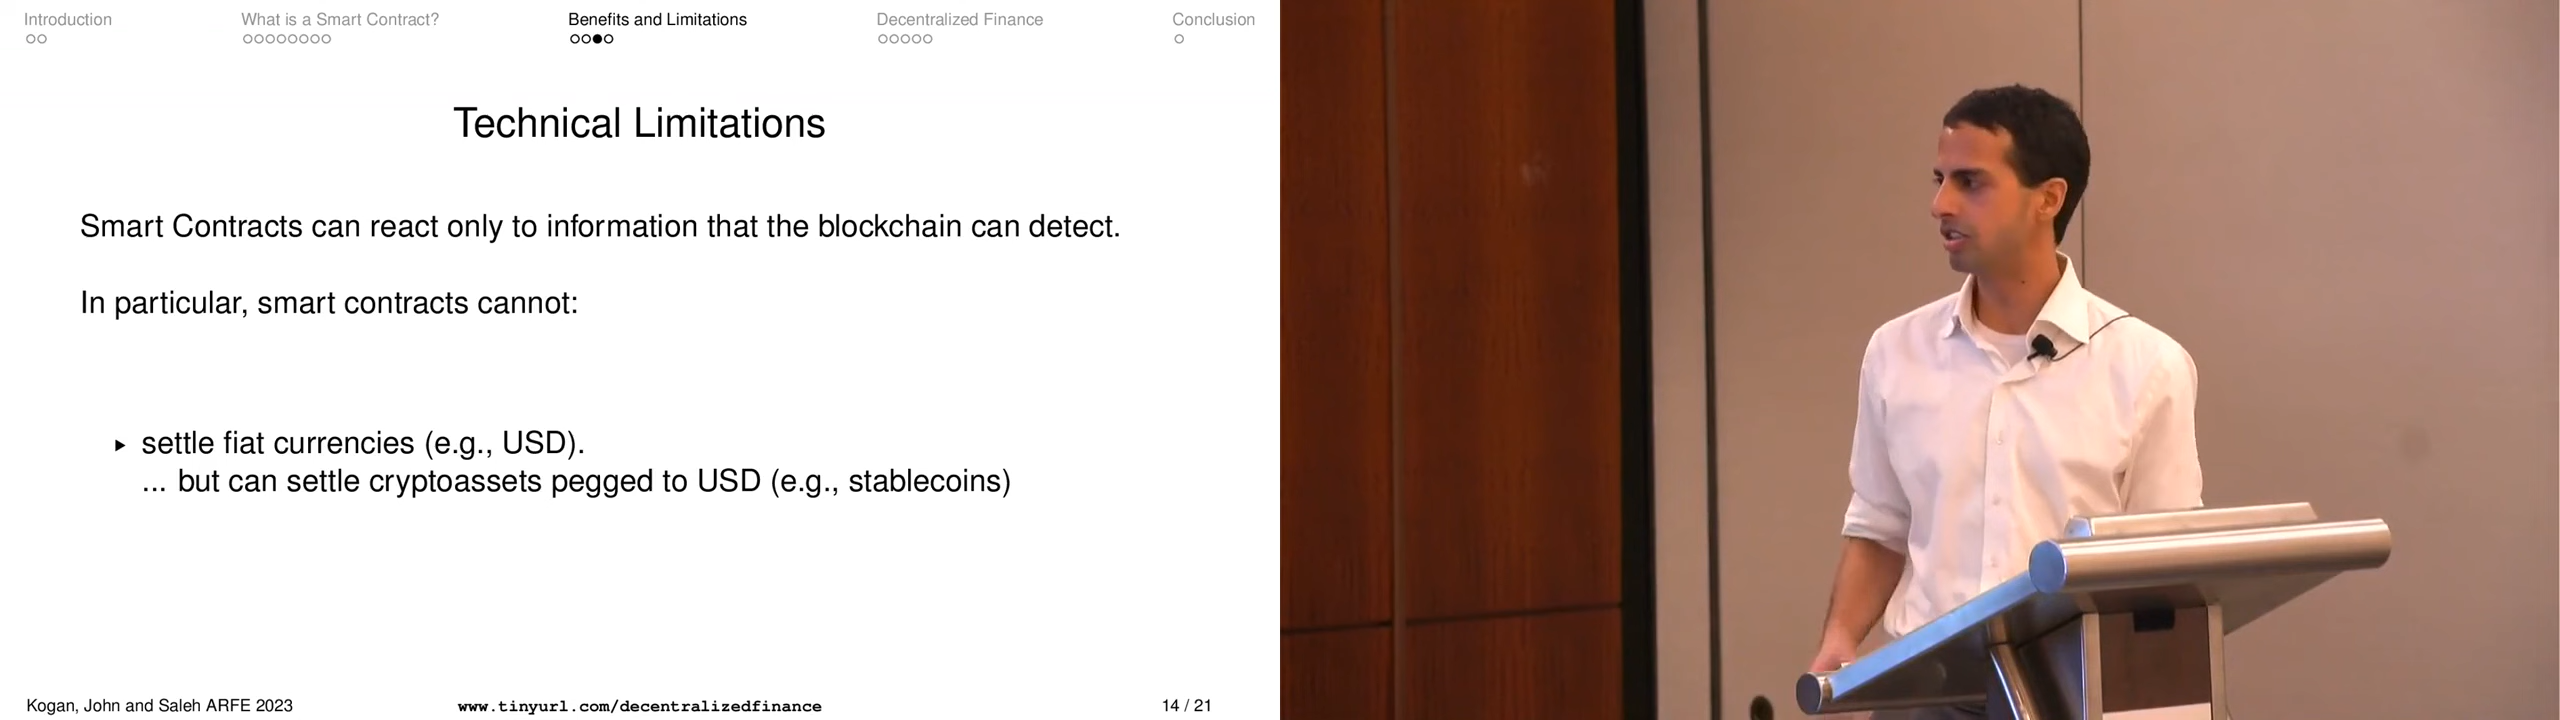 Introduction
What is a Smart Contract?
Benefits and Limitations
Decentralized Finance
Conclusion
Technical Limitations
Smart Contracts can react only to information that the blockchain can detect.
In particular, smart contracts cannot:
settle fiat currencies (e.g., USD).
... but can settle cryptoassets pegged to USD (e.g., stablecoins)
Kogan, John and Saleh ARFE 2023
www.tinyurl.com/decentralizedfinance
14 / 21